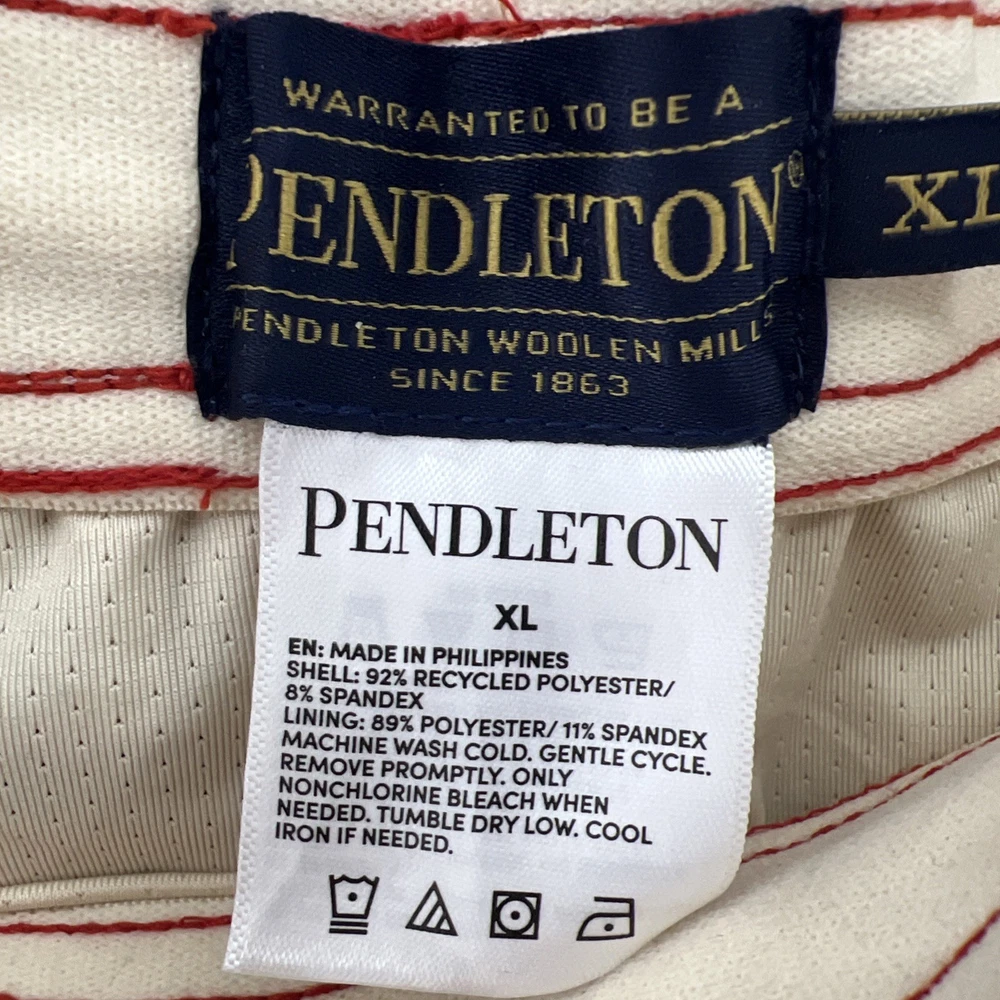 WARRANTED TO BE A
PENDLETON®
PENDLETON WOOLEN MILLS
SINCE 1863
XL
PENDLETON
XL
EN: MADE IN PHILIPPINES
SHELL: 92% RECYCLED POLYESTER/
8% SPANDEX
LINING: 89% POLYESTER/ 11% SPANDEX
MACHINE WASH COLD. GENTLE CYCLE.
REMOVE PROMPTLY. ONLY
NONCHLORINE BLEACH WHEN
NEEDED. TUMBLE DRY LOW. COOL
IRON IF NEEDED.